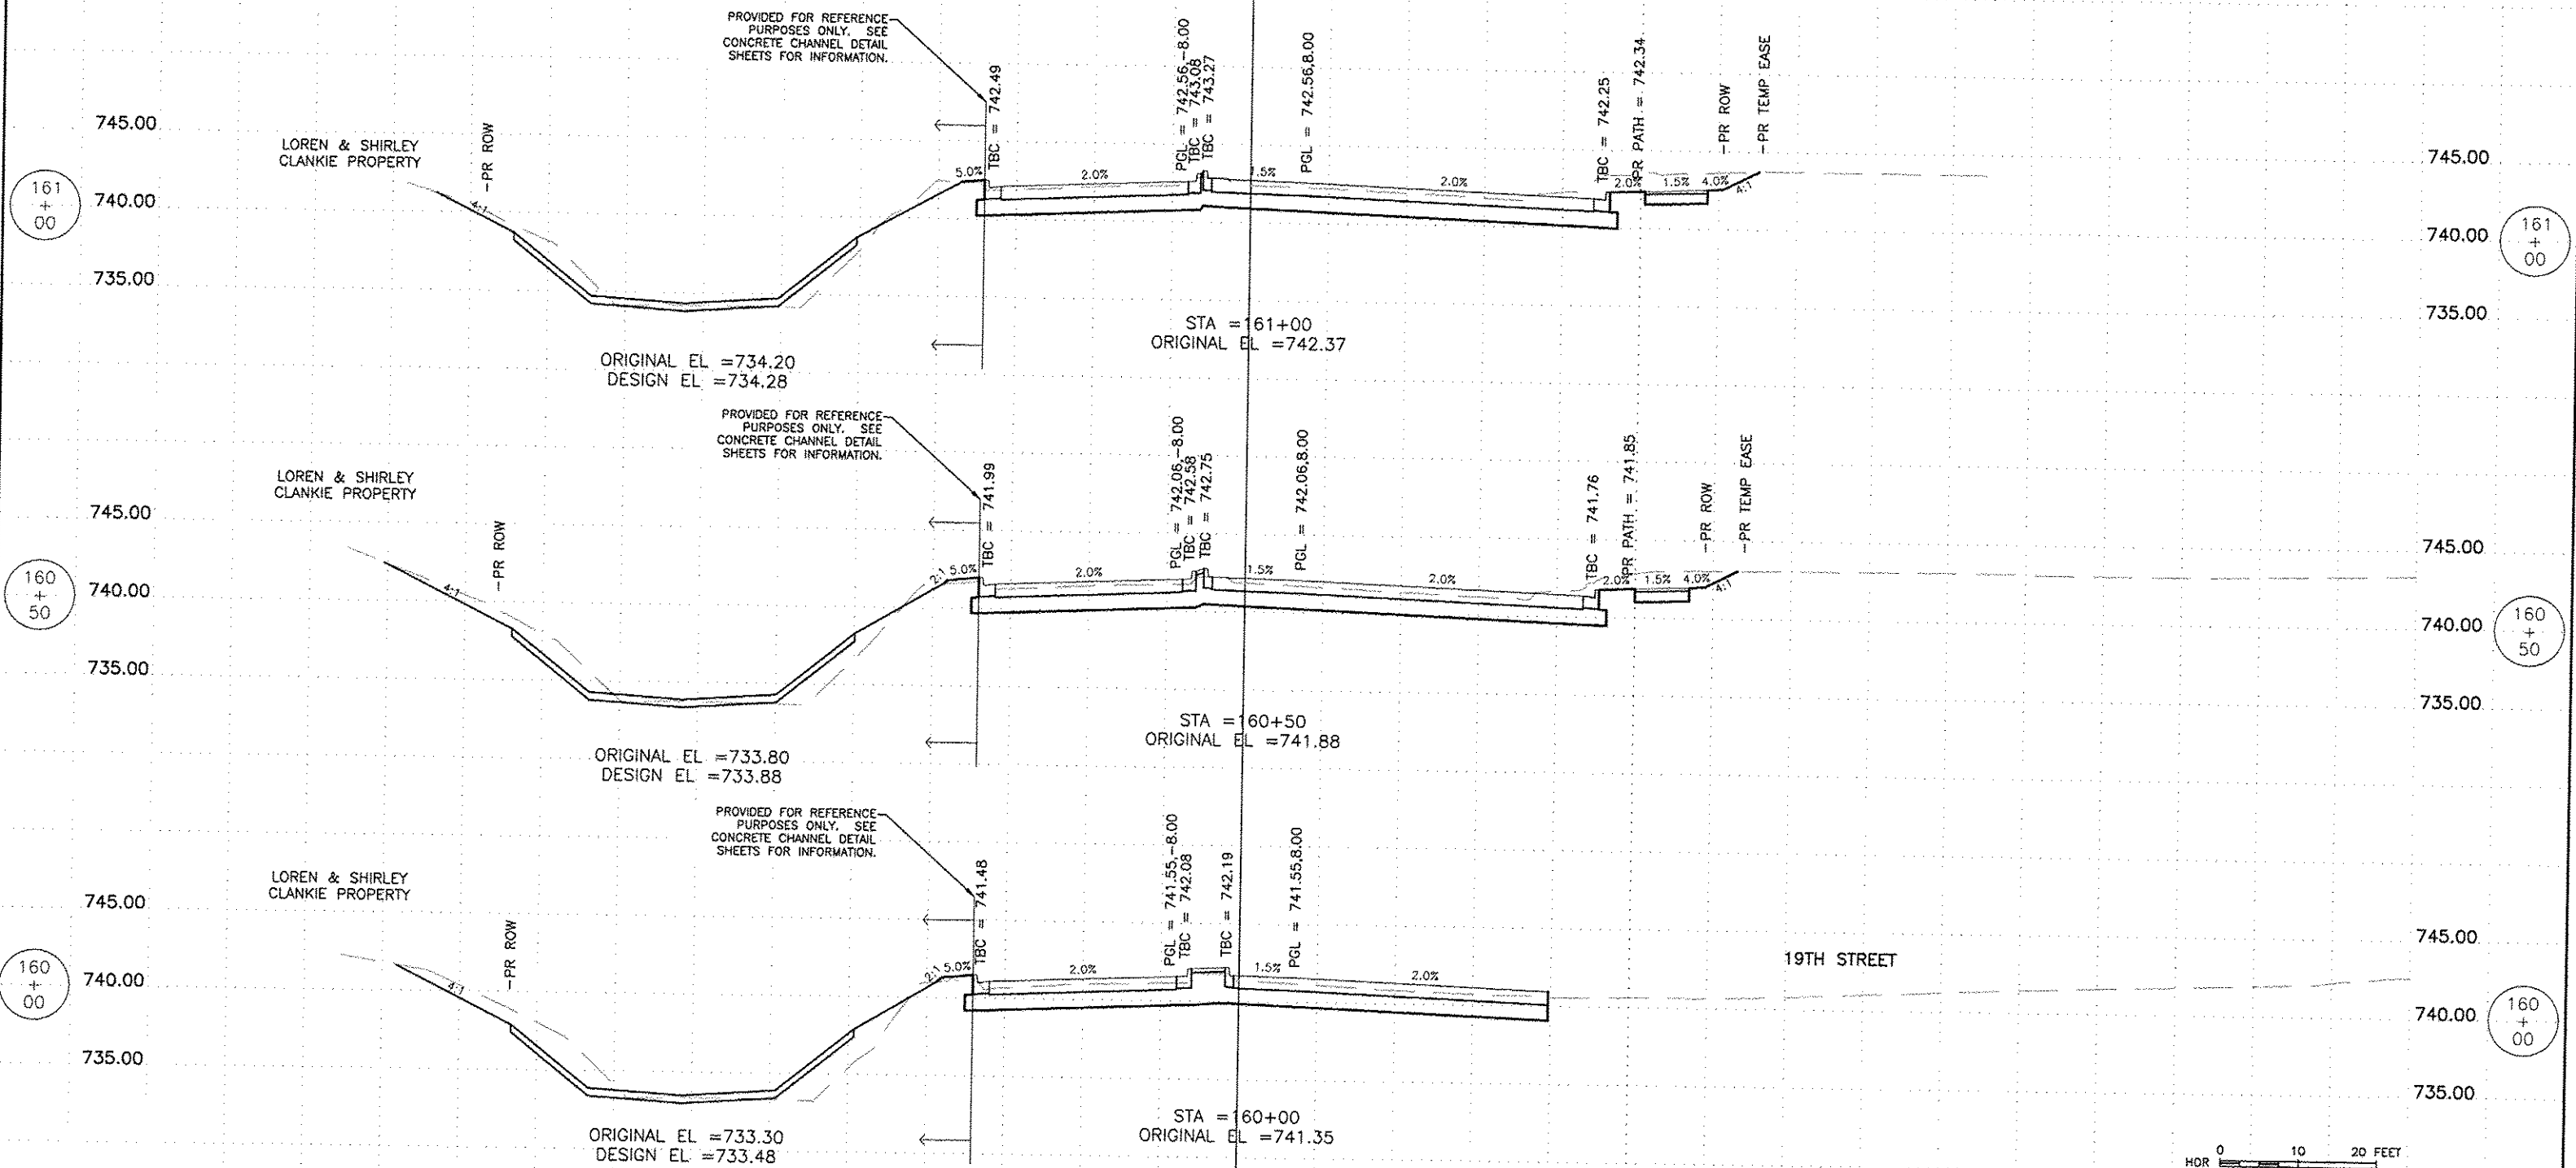 PROVIDED FOR REFERENCE
PURPOSES ONLY. SEE
CONCRETE CHANNEL DETAIL
SHEETS FOR INFORMATION.
TBC = 742.49
PGL = 742.56,-8.00
TBC = 743.08
TBC = 743.27
PGL = 742.56,8.00
TBC = 742.25
PR PATH = 742.34
PR ROW
PR TEMP EASE
745.00
LOREN & SHIRLEY
CLANKIE PROPERTY
PR ROW
745.00
161
+
00
740.00
4:1
5.0%
2.0%
1.5%
2.0%
2.0%
1.5%
4.0%
4:1
740.00
161
+
00
735.00
735.00
STA =161+00
ORIGINAL EL =742.37
ORIGINAL EL =734.20
DESIGN EL =734.28
PROVIDED FOR REFERENCE
PURPOSES ONLY. SEE
CONCRETE CHANNEL DETAIL
SHEETS FOR INFORMATION.
TBC = 741.99
PGL = 742.06,-8.00
TBC = 742.58
TBC = 742.75
PGL = 742.06,8.00
TBC = 741.76
PR PATH = 741.85
PR ROW
PR TEMP EASE
LOREN & SHIRLEY
CLANKIE PROPERTY
745.00
PR ROW
745.00
160
+
50
740.00
4:1
2:1
5.0%
2.0%
1.5%
2.0%
2.0%
1.5%
4.0%
4:1
740.00
160
+
50
735.00
735.00
STA =160+50
ORIGINAL EL =741.88
ORIGINAL EL =733.80
DESIGN EL =733.88
PROVIDED FOR REFERENCE
PURPOSES ONLY. SEE
CONCRETE CHANNEL DETAIL
SHEETS FOR INFORMATION.
TBC = 741.48
PGL = 741.55,-8.00
TBC = 742.08
TBC = 742.19
PGL = 741.55,8.00
LOREN & SHIRLEY
CLANKIE PROPERTY
745.00
PR ROW
745.00
19TH STREET
160
+
00
740.00
4:1
2:1
5.0%
2.0%
1.5%
2.0%
740.00
160
+
00
735.00
735.00
STA =160+00
ORIGINAL EL =741.35
ORIGINAL EL =733.30
DESIGN EL =733.48
HOR
0 10 20 FEET